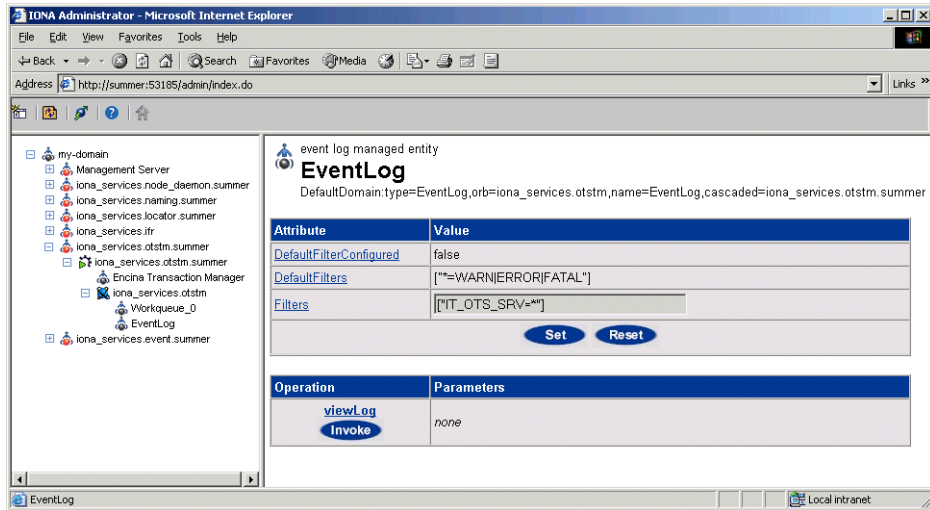 IONA Administrator - Microsoft Internet Explorer
File Edit View Favorites Tools Help
Back Search Favorites Media
Address http://summer:53185/admin/index.do Links »
my-domain
Management Server
iona_services.node_daemon.summer
iona_services.naming.summer
iona_services.locator.summer
iona_services.ifr
iona_services.otstm.summer
iona_services.otstm.summer
Encina Transaction Manager
iona_services.otstm
Workqueue_0
EventLog
iona_services.event.summer
event log managed entity
EventLog
DefaultDomain:type=EventLog,orb=iona_services.otstm,name=EventLog,cascaded=iona_services.otstm.summer
Attribute Value
DefaultFilterConfigured false
DefaultFilters ["*=WARN|ERROR|FATAL"]
Filters ["IT_OTS_SRV=*"]
Set Reset
Operation Parameters
viewLog
Invoke
none
EventLog
Local intranet